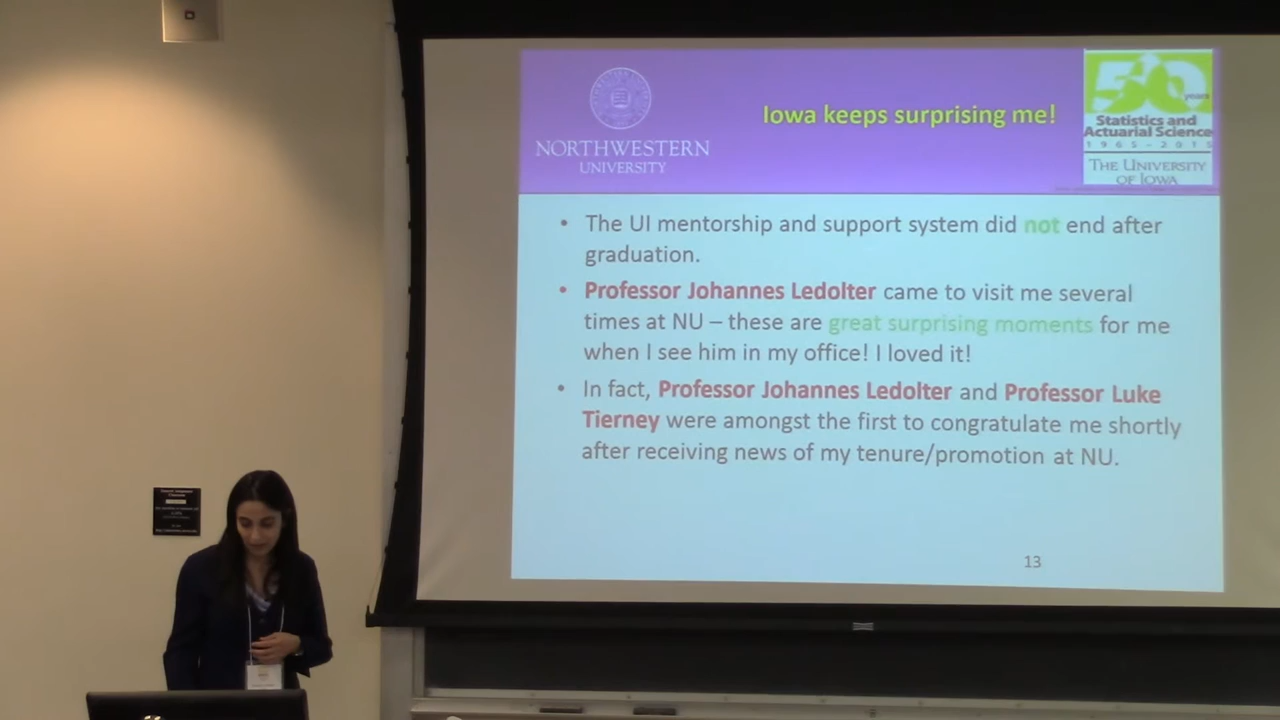 NORTHWESTERN
UNIVERSITY
Iowa keeps surprising me!
50
years
Statistics and
Actuarial Science
1965-2015
THE UNIVERSITY
OF IOWA
• The UI mentorship and support system did not end after
graduation.
• Professor Johannes Ledolter came to visit me several
times at NU – these are great surprising moments for me
when I see him in my office! I loved it!
• In fact, Professor Johannes Ledolter and Professor Luke
Tierney were amongst the first to congratulate me shortly
after receiving news of my tenure/promotion at NU.
13